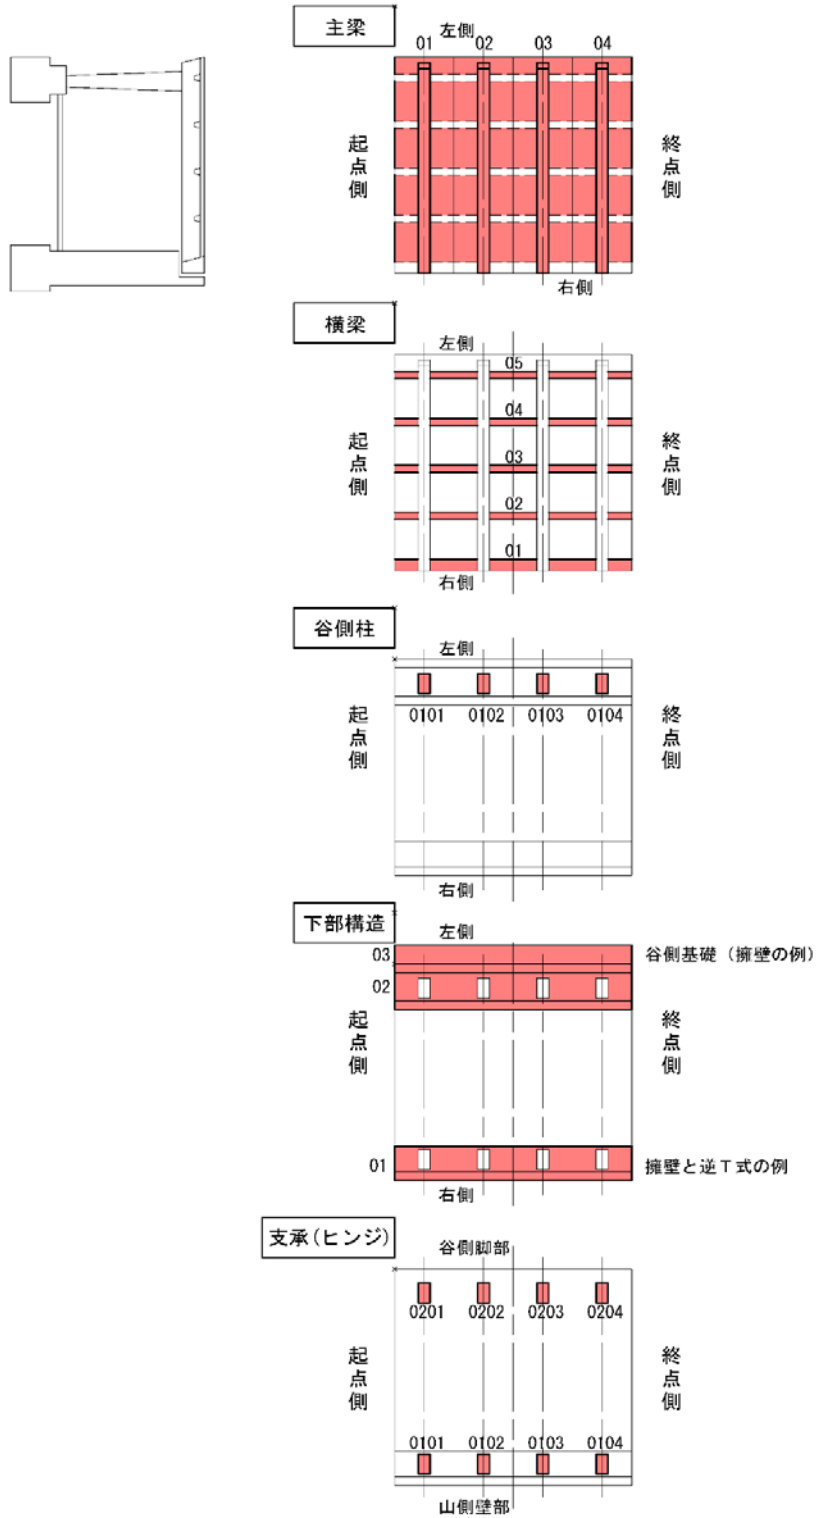 主梁
左側
01 02 03 04
起点側
終点側
右側
横梁
左側
05
04
起点側
終点側
03
02
01
右側
谷側柱
左側
起点側
0101 0102 0103 0104
終点側
右側
下部構造
左側
03
谷側基礎（擁壁の例）
02
起点側
終点側
01
擁壁と逆T式の例
右側
支承(ヒンジ)
谷側脚部
0201 0202 0203 0204
起点側
終点側
0101 0102 0103 0104
山側壁部